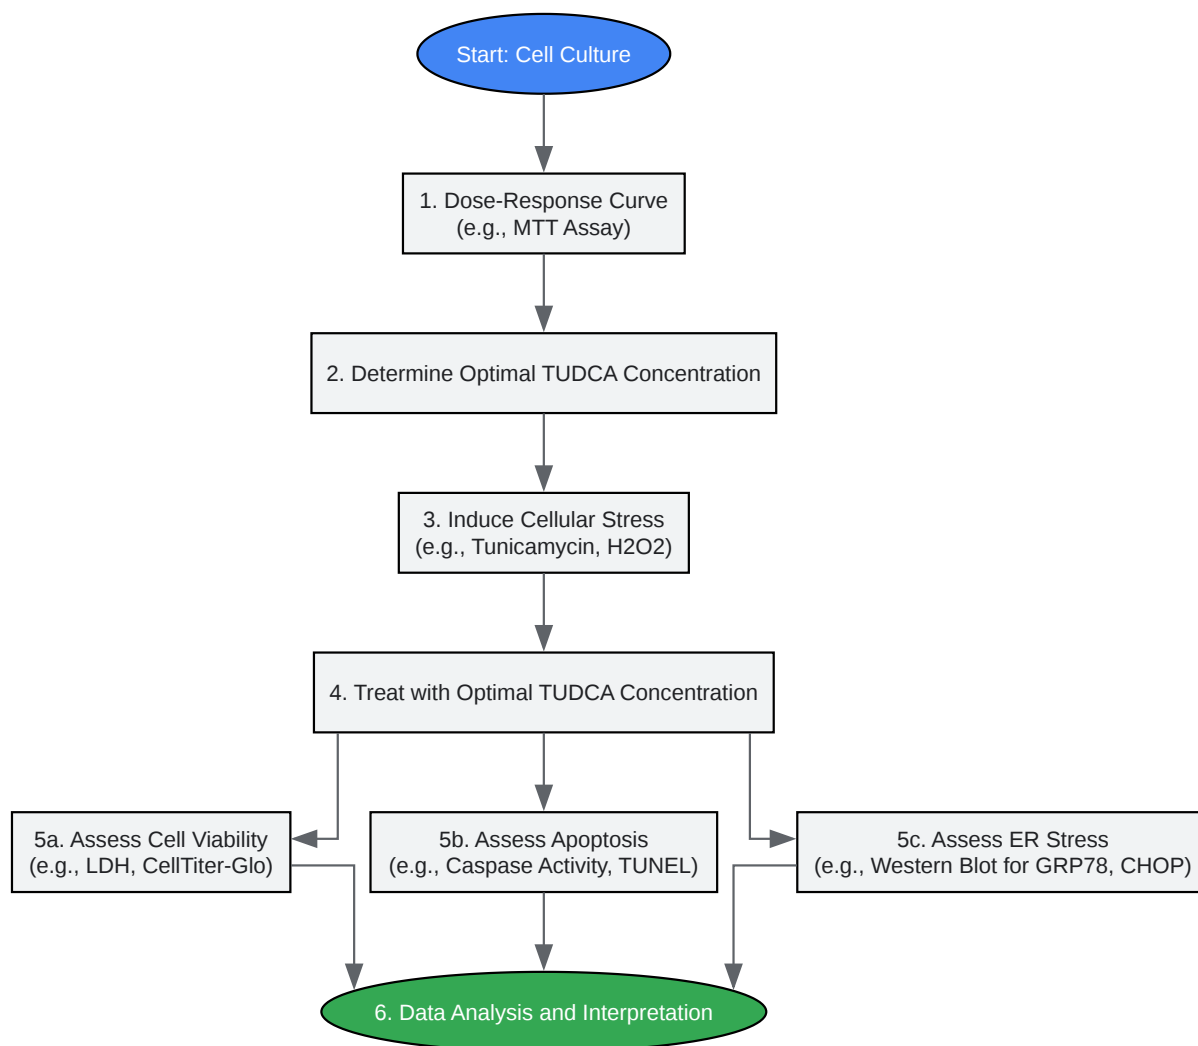 Start: Cell Culture
1. Dose-Response Curve
(e.g., MTT Assay)
2. Determine Optimal TUDCA Concentration
3. Induce Cellular Stress
(e.g., Tunicamycin, H2O2)
4. Treat with Optimal TUDCA Concentration
5a. Assess Cell Viability
(e.g., LDH, CellTiter-Glo)
5b. Assess Apoptosis
(e.g., Caspase Activity, TUNEL)
5c. Assess ER Stress
(e.g., Western Blot for GRP78, CHOP)
6. Data Analysis and Interpretation